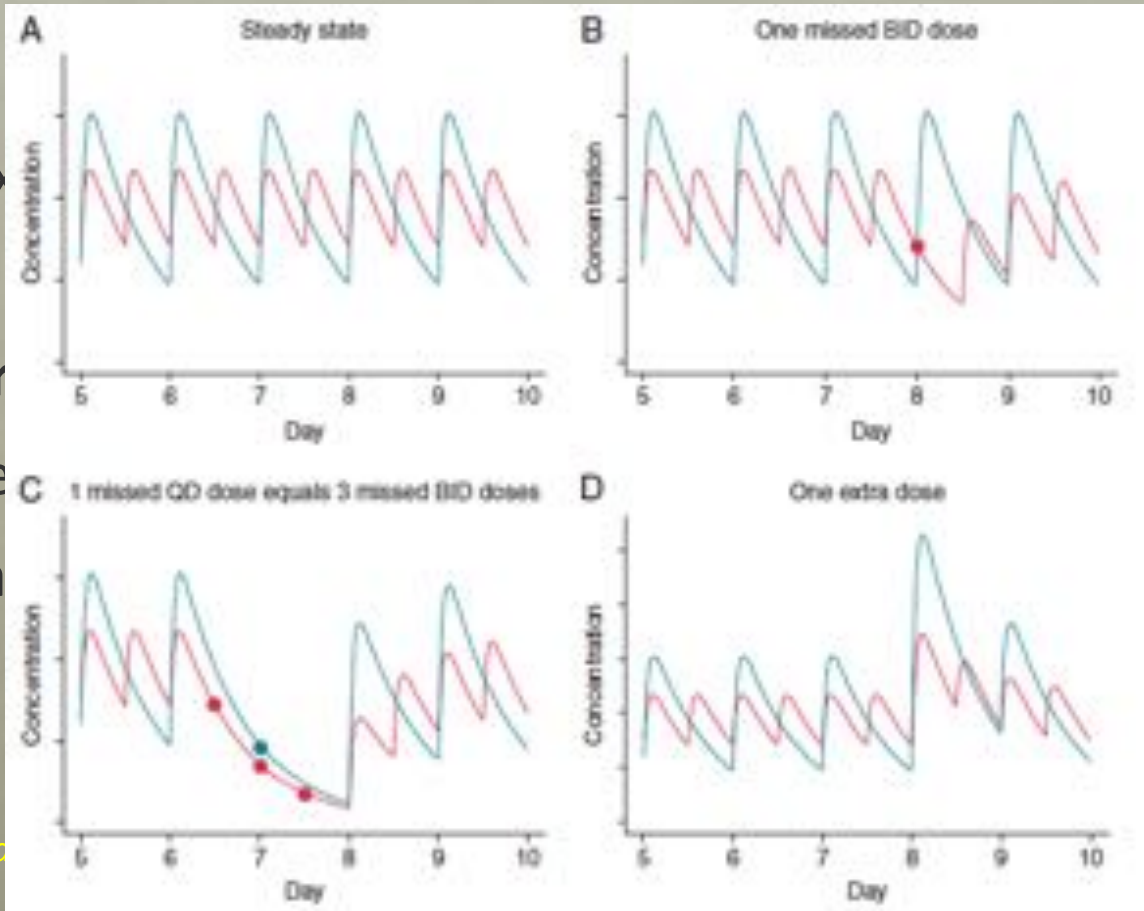 A
Steady state
Concentration
5 6 7 8 9 10
Day
B
One missed BID dose
Concentration
5 6 7 8 9 10
Day
C
1 missed QD dose equals 3 missed BID doses
Concentration
5 6 7 8 9 10
Day
D
One extra dose
Concentration
5 6 7 8 9 10
Day